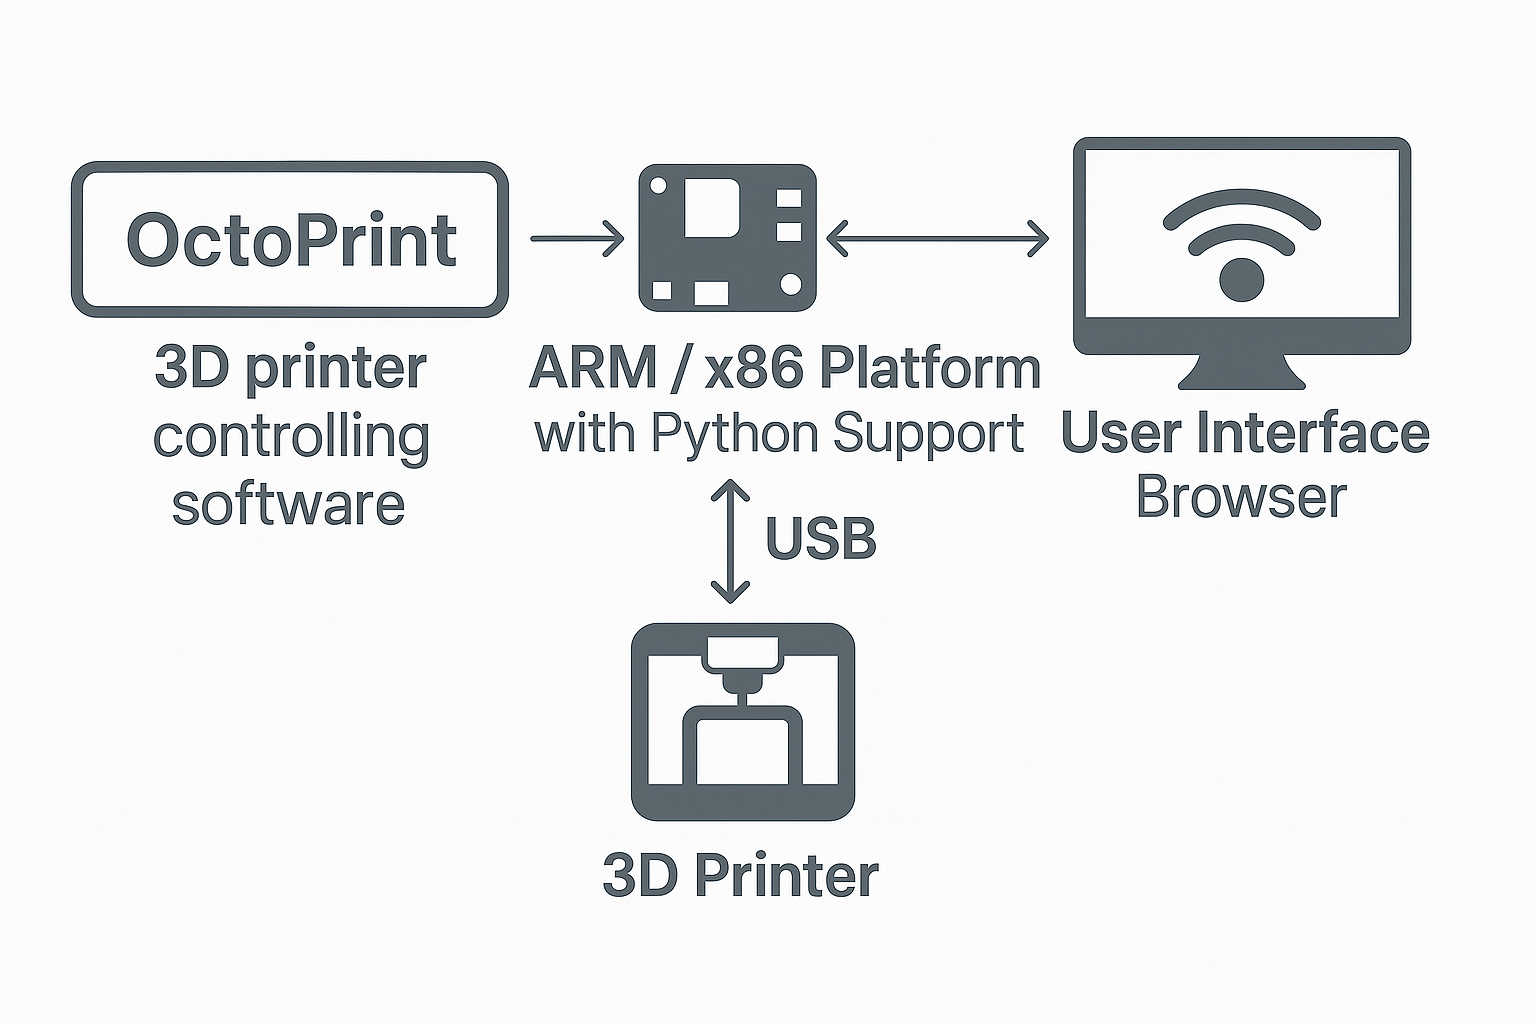 OctoPrint
3D printer
controlling
software
ARM / x86 Platform
with Python Support
User Interface
Browser
USB
3D Printer